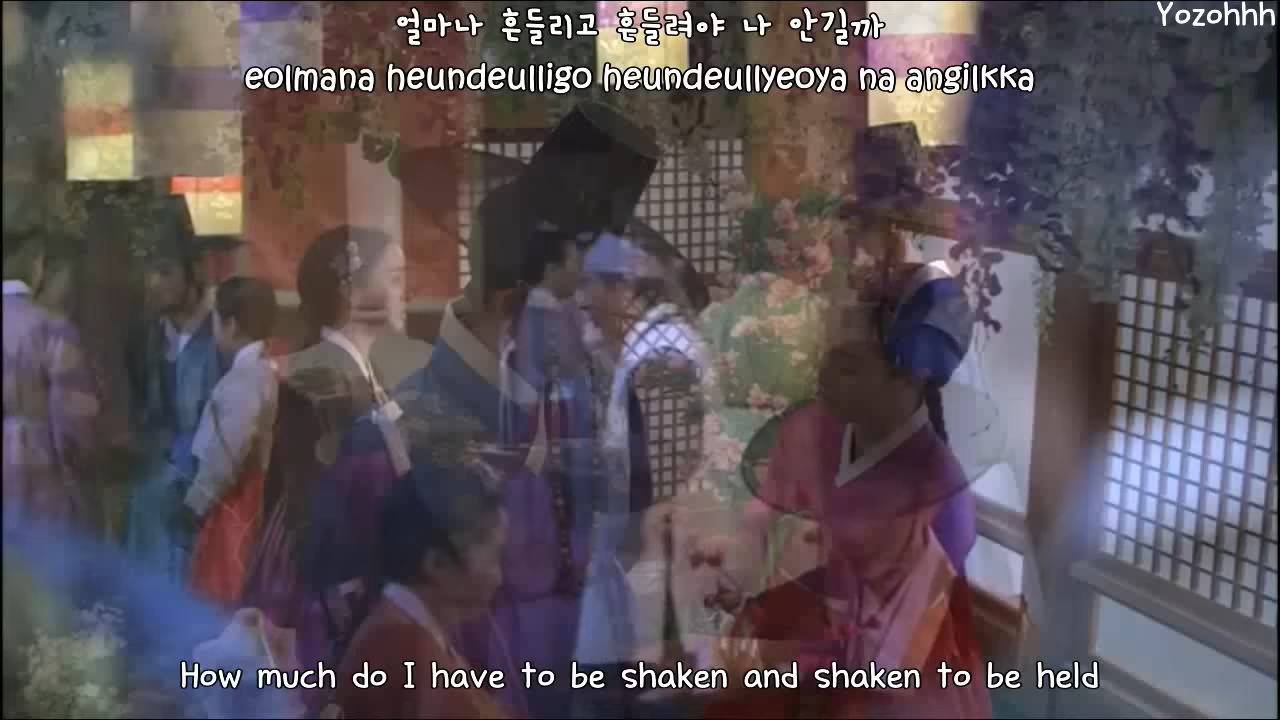 Yozohhh
얼마나 흔들리고 흔들려야 나 안길까
eolmana heundeulligo heundeullyeoya na angilkka
How much do I have to be shaken and shaken to be held